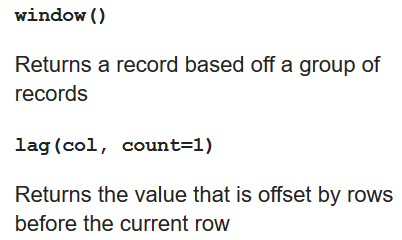 window()
Returns a record based off a group of
records
lag(col, count=1)
Returns the value that is offset by rows
before the current row